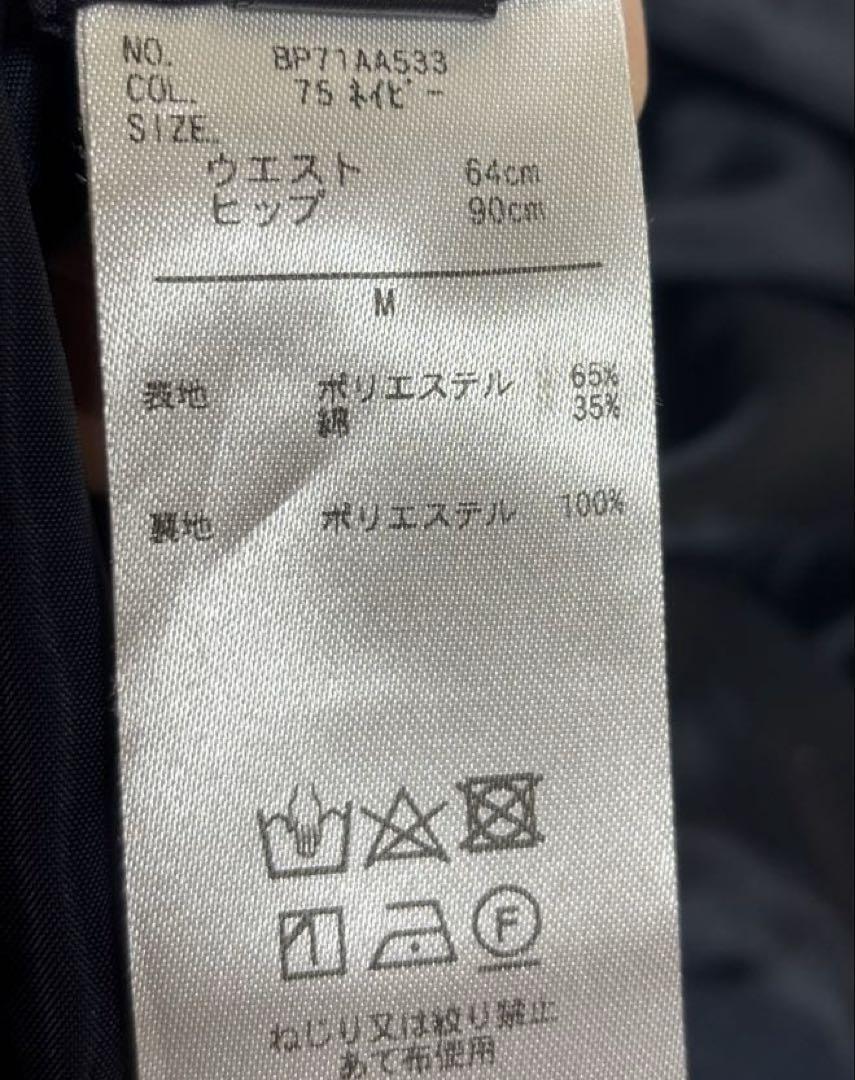 NO. BP71AA533
COL. 75 ﾈｲﾋﾞｰ
SIZE.
ウエスト 64cm
ヒップ 90cm
M
表地 ポリエステル 65%
綿 35%
裏地 ポリエステル 100%
F
ねじり又は絞り禁止
あて布使用